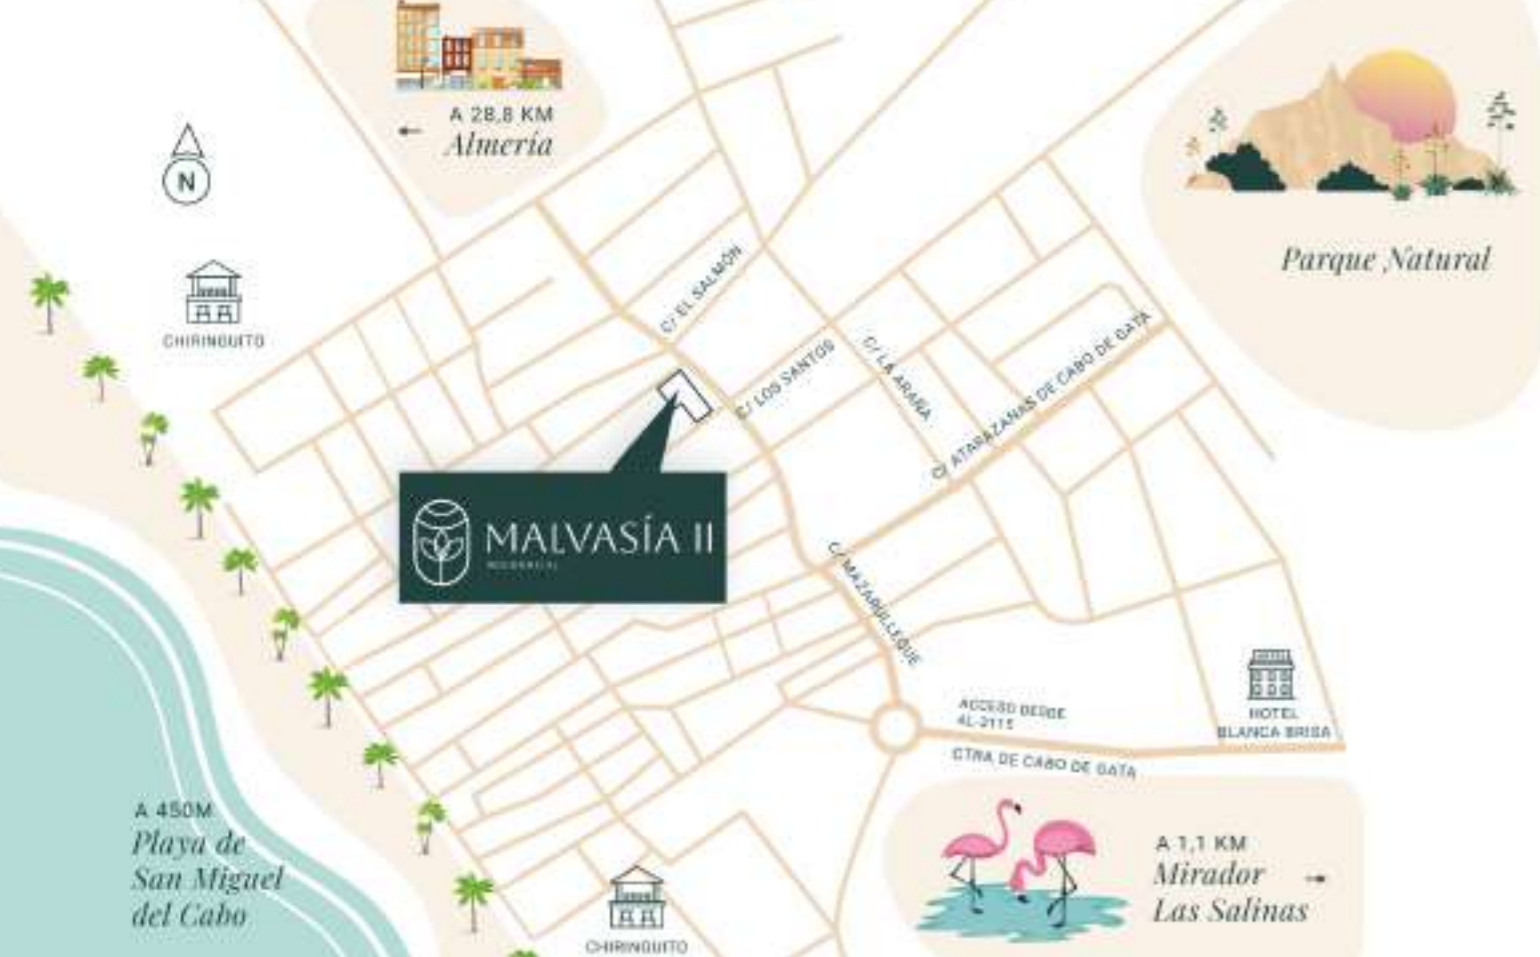 A 28,8 KM
Almería
N
Parque Natural
CHIRINGUITO
C/ EL SALMÓN
C/ LOS SANTOS
C/ LA ARAÑA
C/ ATARAZANAS DE CABO DE GATA
MALVASÍA II
RESIDENCIAL
C/ MAZARULLEQUE
HOTEL
BLANCA BRISA
ACCESO DESDE
AL-3115
CTRA DE CABO DE GATA
A 450M
Playa de
San Miguel
del Cabo
A 1,1 KM
Mirador
Las Salinas
CHIRINGUITO